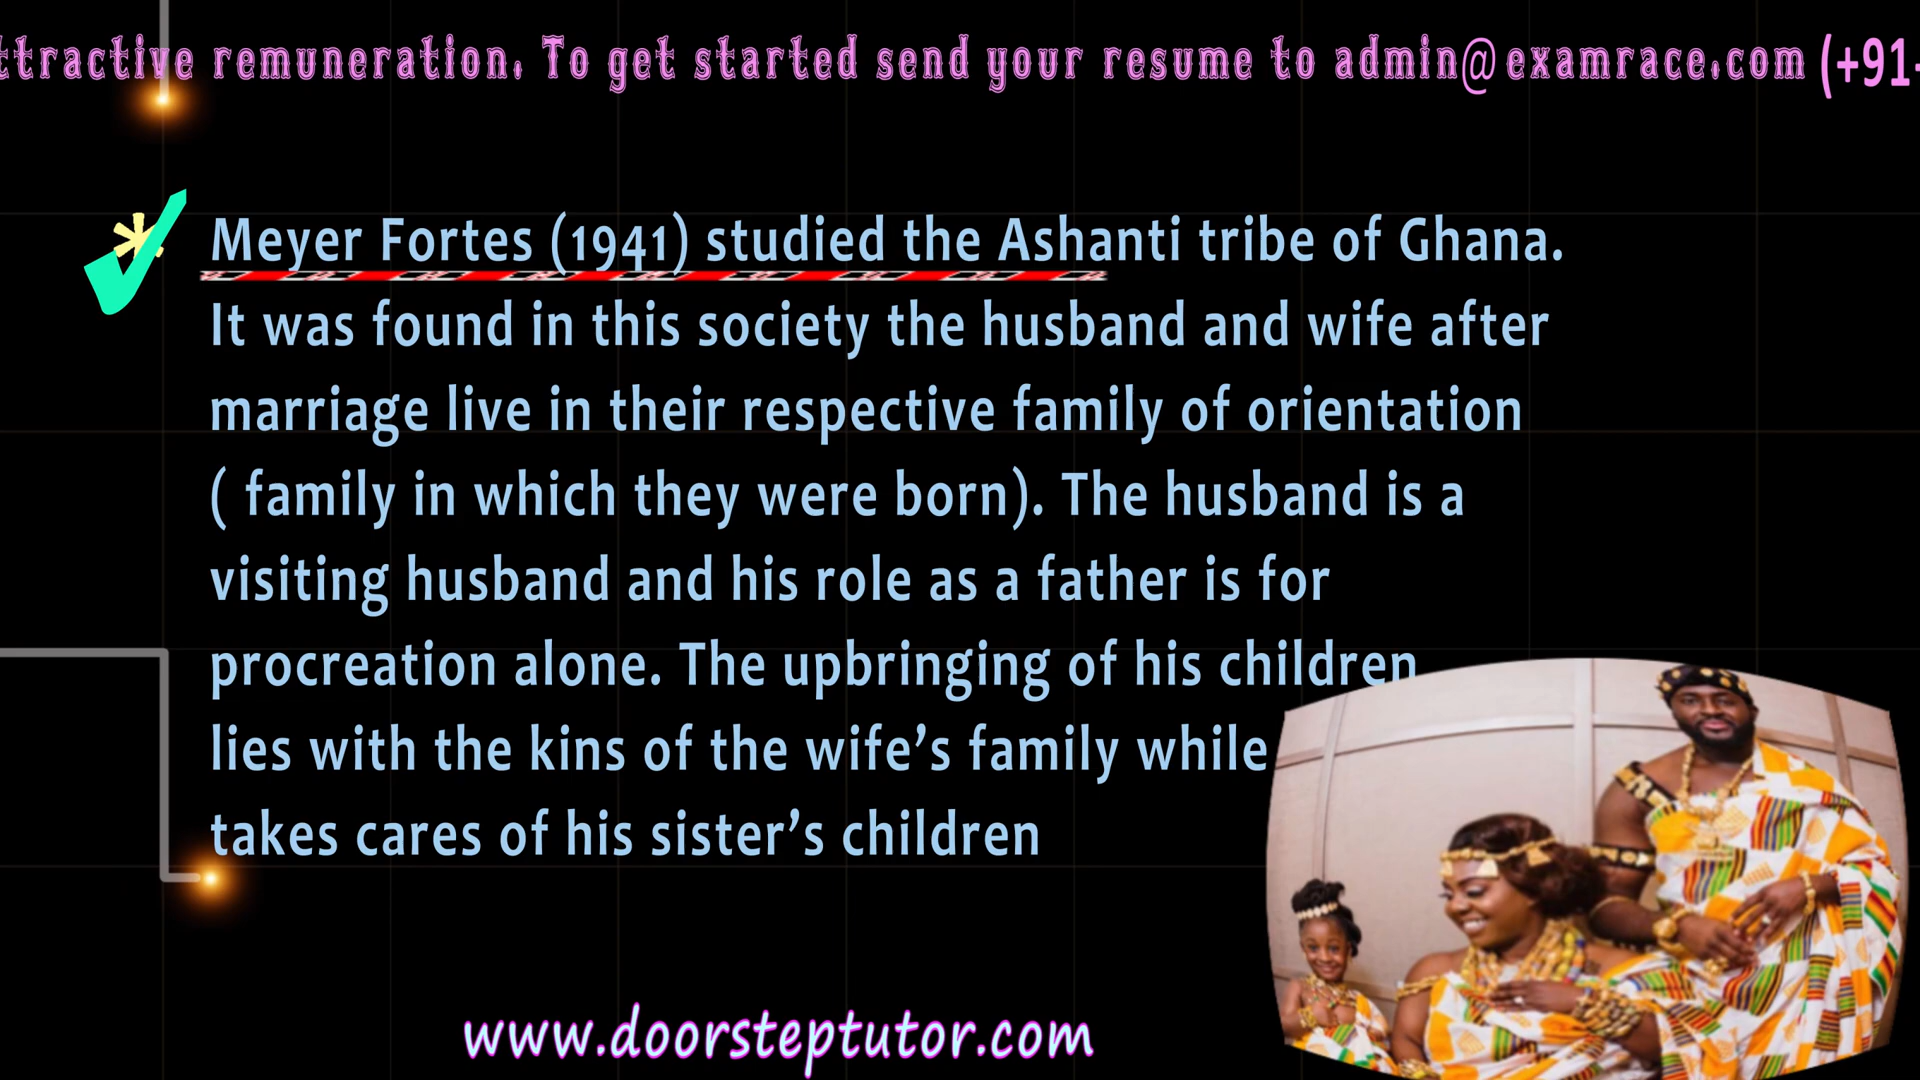 ttractive remuneration. To get started send your resume to admin@examrace.com (+91-
* Meyer Fortes (1941) studied the Ashanti tribe of Ghana.
It was found in this society the husband and wife after
marriage live in their respective family of orientation
( family in which they were born). The husband is a
visiting husband and his role as a father is for
procreation alone. The upbringing of his children
lies with the kins of the wife’s family while
takes cares of his sister’s children
www.doorsteptutor.com